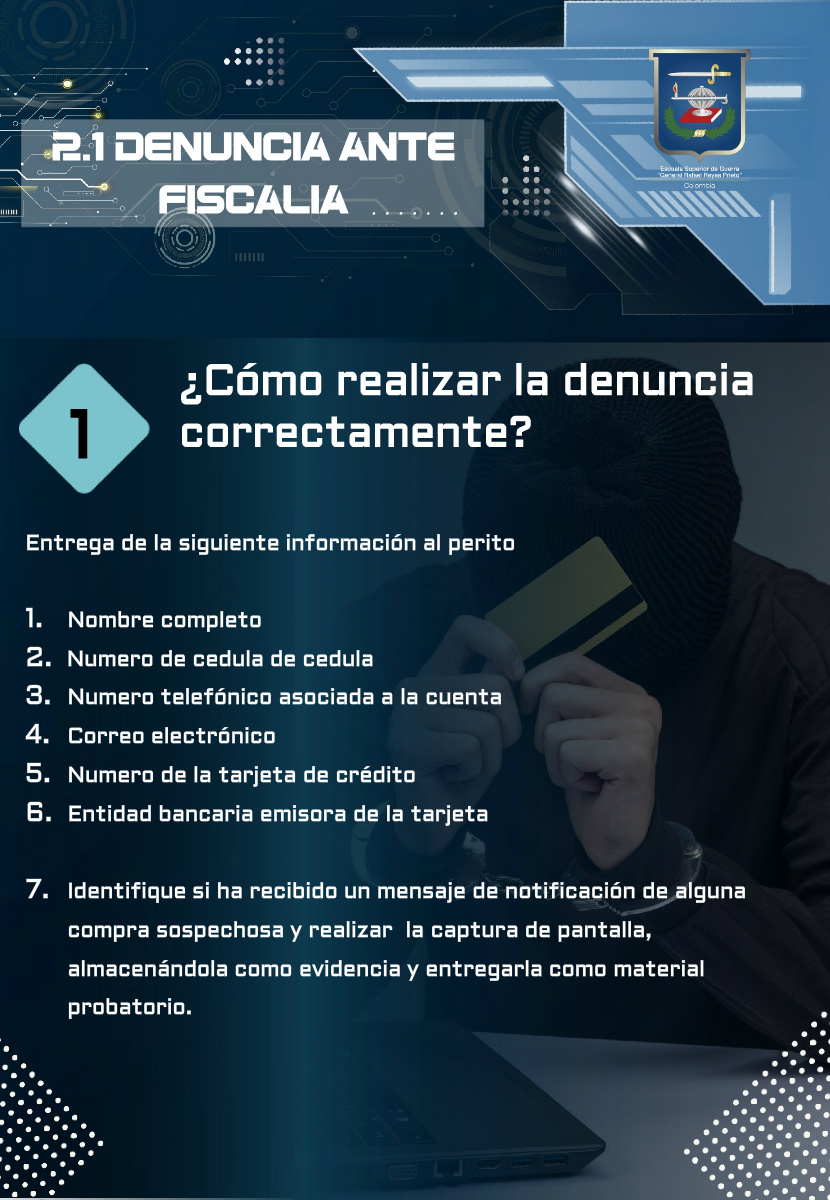 2.1 DENUNCIA ANTE
FISCALIA .......
Escuela Superior de Guerra
"General Rafael Reyes Prieto"
Colombia
1
¿Cómo realizar la denuncia
correctamente?
Entrega de la siguiente información al perito
1. Nombre completo
2. Numero de cedula de cedula
3. Numero telefónico asociada a la cuenta
4. Correo electrónico
5. Numero de la tarjeta de crédito
6. Entidad bancaria emisora de la tarjeta
7. Identifique si ha recibido un mensaje de notificación de alguna
compra sospechosa y realizar la captura de pantalla,
almacenándola como evidencia y entregarla como material
probatorio.